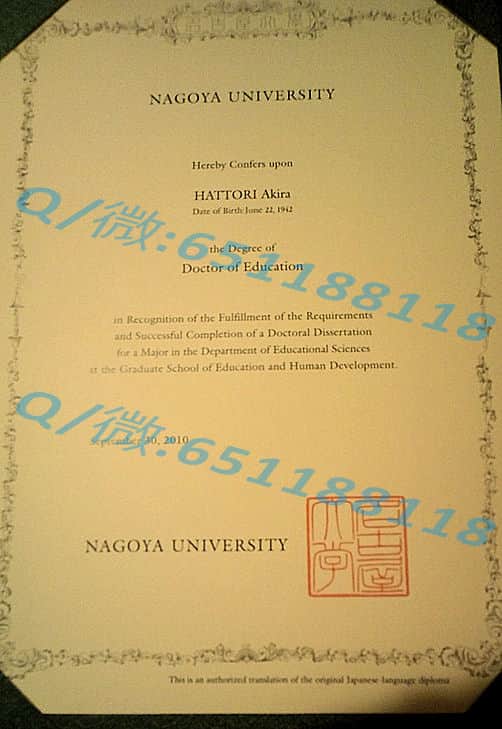 NAGOYA UNIVERSITY
Hereby Confers upon
HATTORI Akira
Date of Birth: June 22, 1942
Q/微:651188118
the Degree of
Doctor of Education
in Recognition of the Fulfillment of the Requirements
and Successful Completion of a Doctoral Dissertation
for a Major in the Department of Educational Sciences
at the Graduate School of Education and Human Development.
Q/微:651188118
September 30, 2010
NAGOYA UNIVERSITY
This is an authorized translation of the original Japanese-language diploma